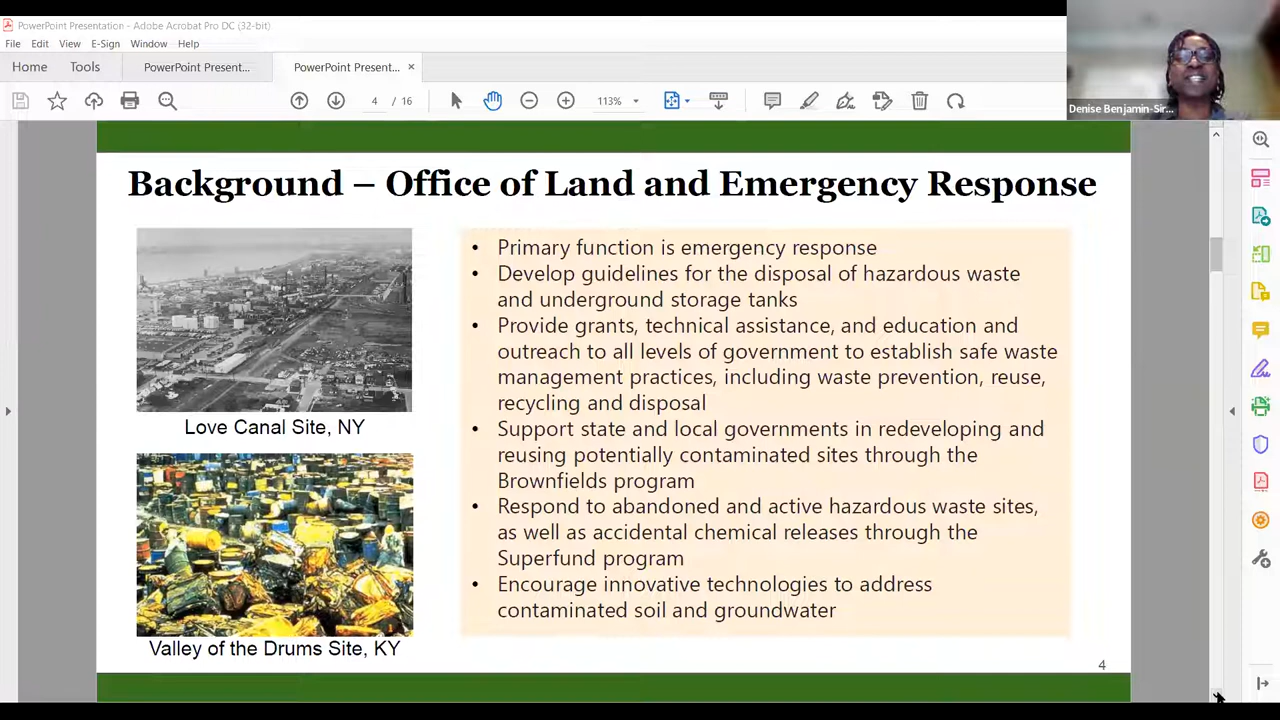 PowerPoint Presentation - Adobe Acrobat Pro DC (32-bit)
File Edit View E-Sign Window Help
Home Tools PowerPoint Present... PowerPoint Present... ×
4 / 16 113%
Denise Benjamin-Sir...
Background – Office of Land and Emergency Response
• Primary function is emergency response
• Develop guidelines for the disposal of hazardous waste
and underground storage tanks
• Provide grants, technical assistance, and education and
outreach to all levels of government to establish safe waste
management practices, including waste prevention, reuse,
recycling and disposal
• Support state and local governments in redeveloping and
reusing potentially contaminated sites through the
Brownfields program
• Respond to abandoned and active hazardous waste sites,
as well as accidental chemical releases through the
Superfund program
• Encourage innovative technologies to address
contaminated soil and groundwater
Love Canal Site, NY
Valley of the Drums Site, KY
4